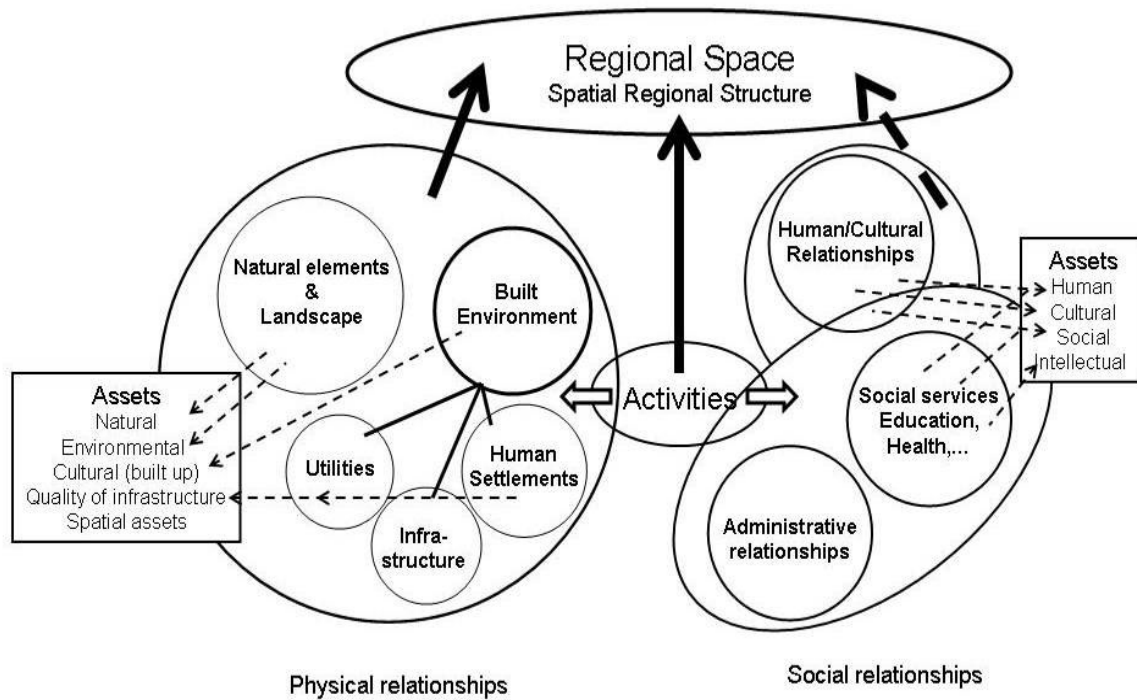 Regional Space
Spatial Regional Structure
Natural elements
&
Landscape
Built
Environment
Human/Cultural
Relationships
Assets
Human
Cultural
Social
Intellectual
Assets
Natural
Environmental
Cultural (built up)
Quality of infrastructure
Spatial assets
Utilities
Human
Settlements
Infra-
structure
Activities
Social services
Education,
Health,...
Administrative
relationships
Physical relationships
Social relationships